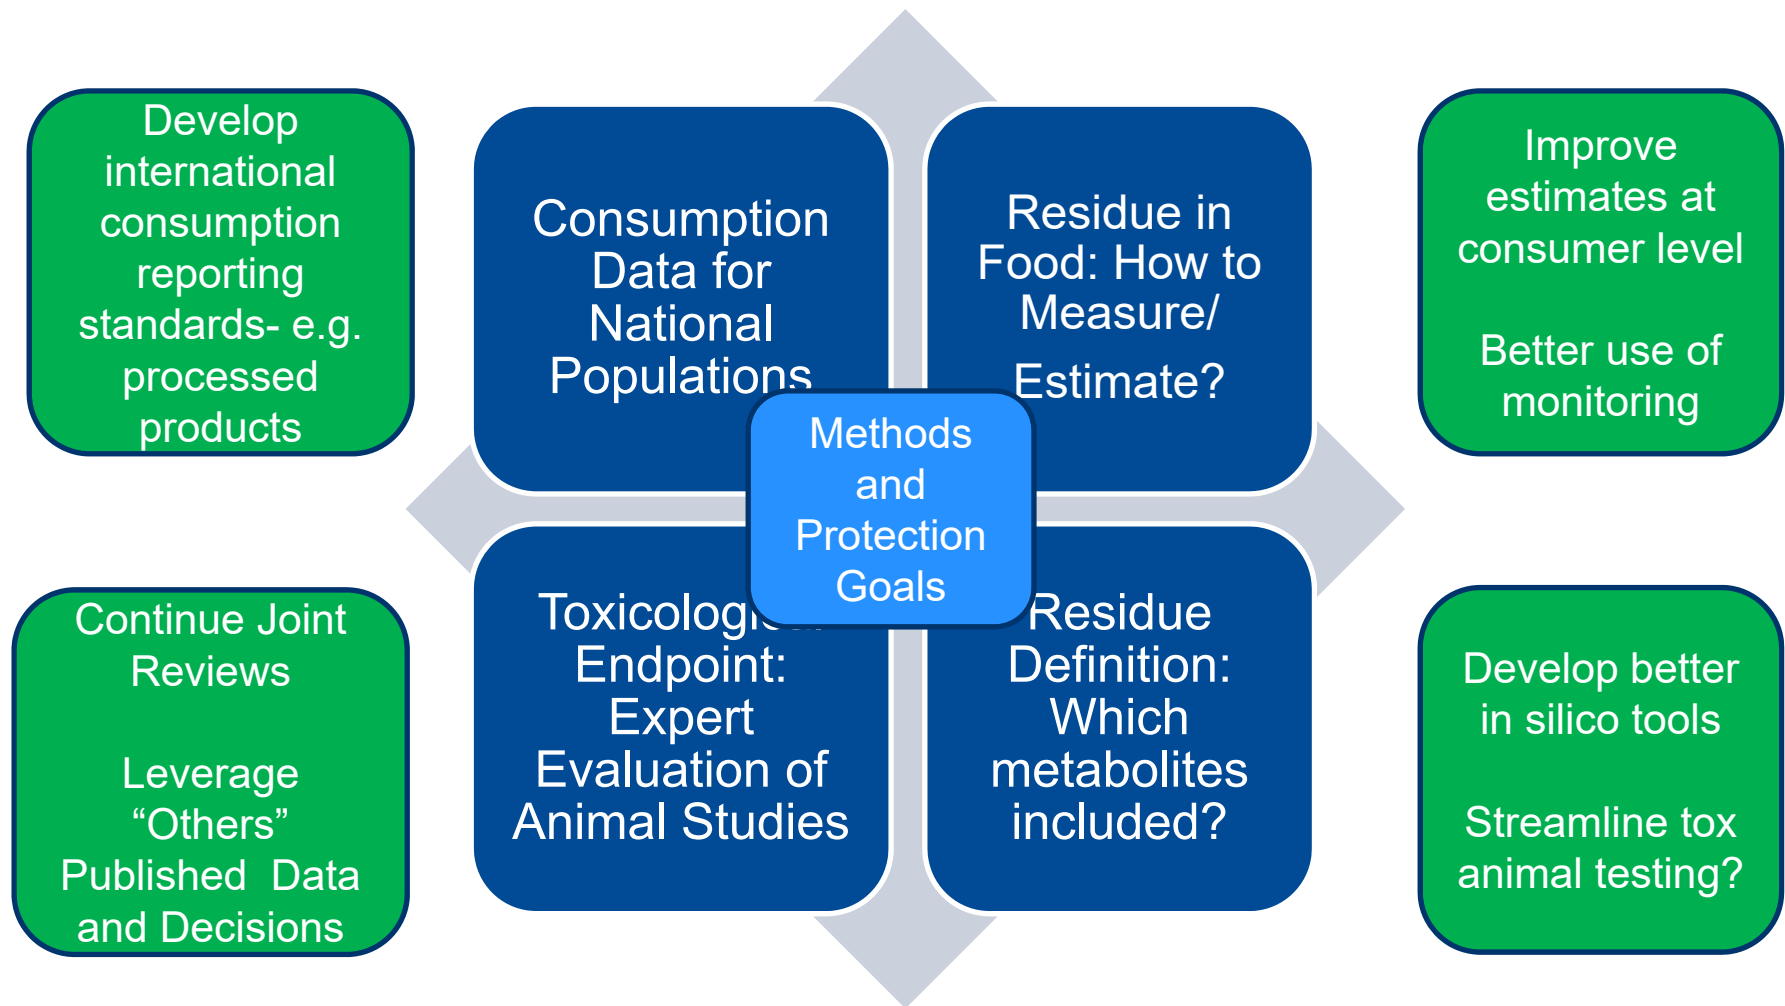 Develop
international
consumption
reporting
standards- e.g.
processed
products
Consumption
Data for
National
Populations
Residue in
Food: How to
Measure/
Estimate?
Improve
estimates at
consumer level
Better use of
monitoring
Methods
and
Protection
Goals
Continue Joint
Reviews
Leverage
“Others”
Published Data
and Decisions
Toxicological
Endpoint:
Expert
Evaluation of
Animal Studies
Residue
Definition:
Which
metabolites
included?
Develop better
in silico tools
Streamline tox
animal testing?